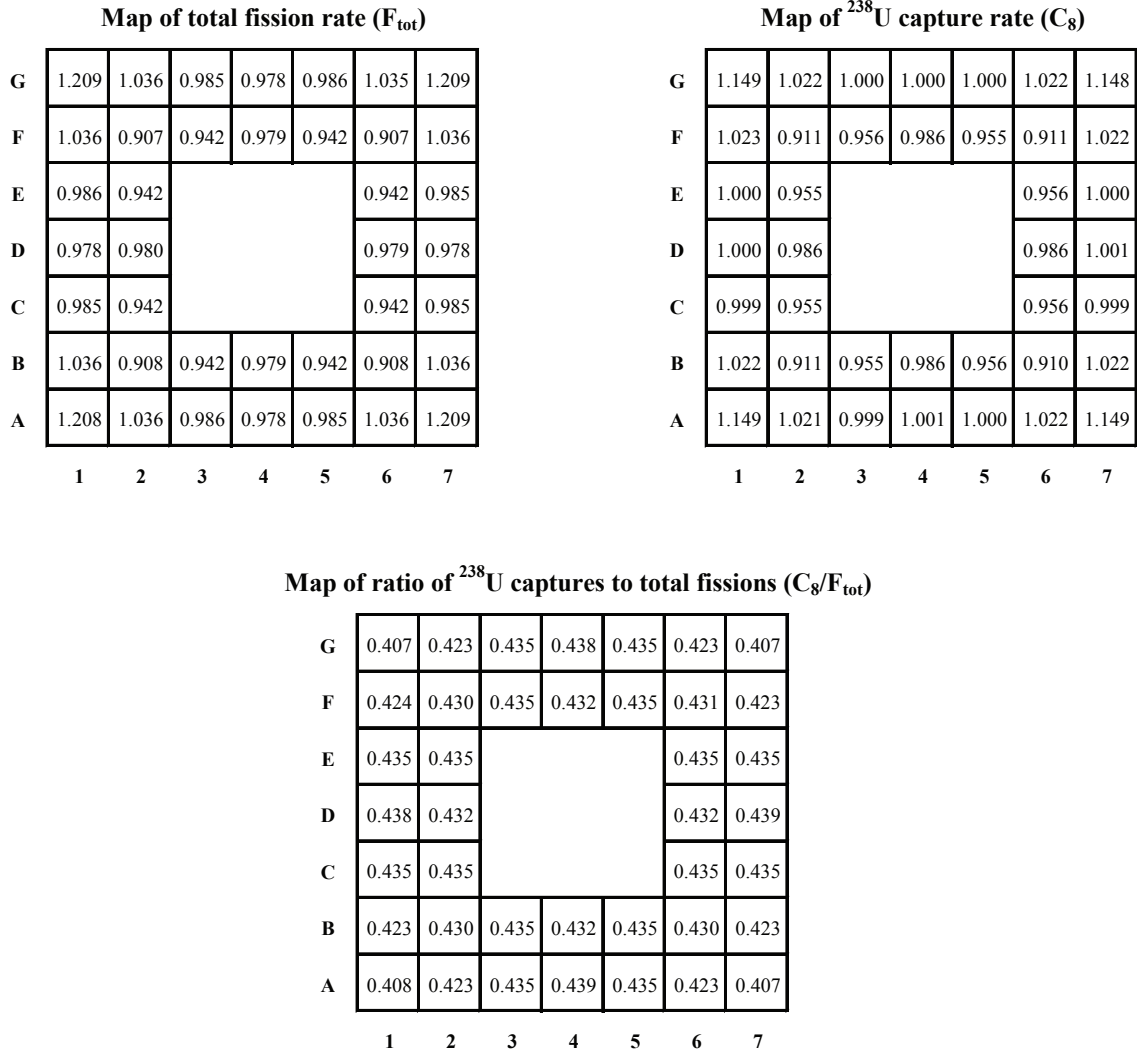 Map of total fission rate (Ftot)
Map of 238U capture rate (C8)
G 1.209 1.036 0.985 0.978 0.986 1.035 1.209
G 1.149 1.022 1.000 1.000 1.000 1.022 1.148
F 1.036 0.907 0.942 0.979 0.942 0.907 1.036
F 1.023 0.911 0.956 0.986 0.955 0.911 1.022
E 0.986 0.942 0.942 0.985
E 1.000 0.955 0.956 1.000
D 0.978 0.980 0.979 0.978
D 1.000 0.986 0.986 1.001
C 0.985 0.942 0.942 0.985
C 0.999 0.955 0.956 0.999
B 1.036 0.908 0.942 0.979 0.942 0.908 1.036
B 1.022 0.911 0.955 0.986 0.956 0.910 1.022
A 1.208 1.036 0.986 0.978 0.985 1.036 1.209
A 1.149 1.021 0.999 1.001 1.000 1.022 1.149
1 2 3 4 5 6 7
1 2 3 4 5 6 7
Map of ratio of 238U captures to total fissions (C8/Ftot)
G 0.407 0.423 0.435 0.438 0.435 0.423 0.407
F 0.424 0.430 0.435 0.432 0.435 0.431 0.423
E 0.435 0.435 0.435 0.435
D 0.438 0.432 0.432 0.439
C 0.435 0.435 0.435 0.435
B 0.423 0.430 0.435 0.432 0.435 0.430 0.423
A 0.408 0.423 0.435 0.439 0.435 0.423 0.407
1 2 3 4 5 6 7